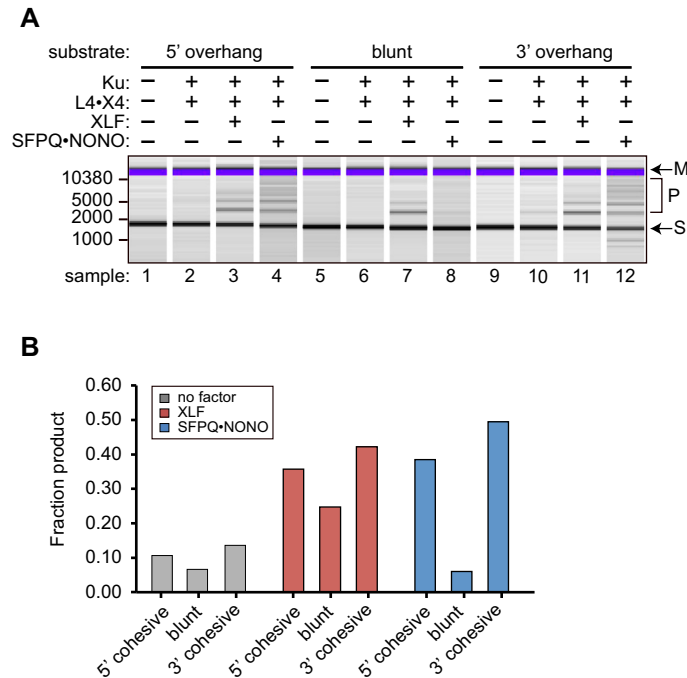 A
substrate: 5’ overhang blunt 3’ overhang
Ku: – + + + – + + + – + + +
L4•X4: – + + + – + + + – + + +
XLF: – – + – – – + – – – + –
SFPQ•NONO: – – – + – – – + – – – +
M
10380
P
5000
2000
S
1000
sample: 1 2 3 4 5 6 7 8 9 10 11 12
B
0.60
0.50
0.40
0.30
0.20
0.10
0.00
Fraction product
no factor
XLF
SFPQ•NONO
5’ cohesive blunt 3’ cohesive 5’ cohesive blunt 3’ cohesive 5’ cohesive blunt 3’ cohesive